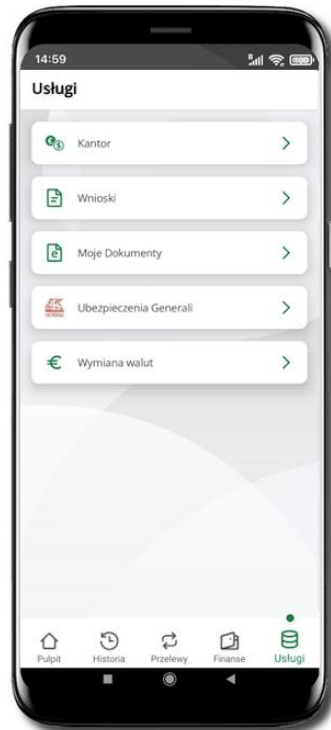 14:59
Usługi
Kantor
Wnioski
Moje Dokumenty
Ubezpieczenia Generali
Wymiana walut
Pulpit
Historia
Przelewy
Finanse
Usługi